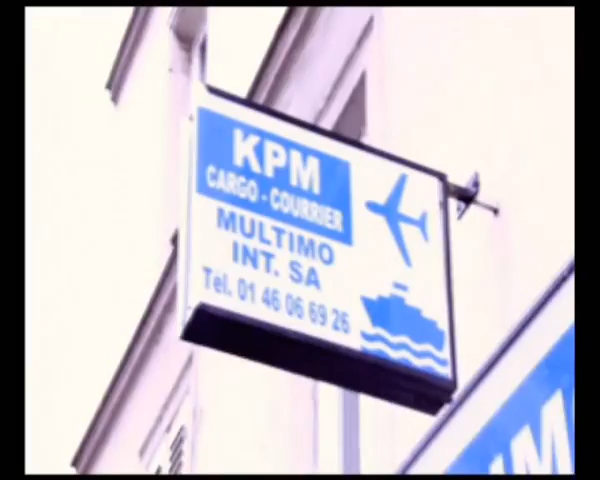 KPM
CARGO - COURRIER
MULTIMO
INT. SA
Tel. 01 46 06 69 26